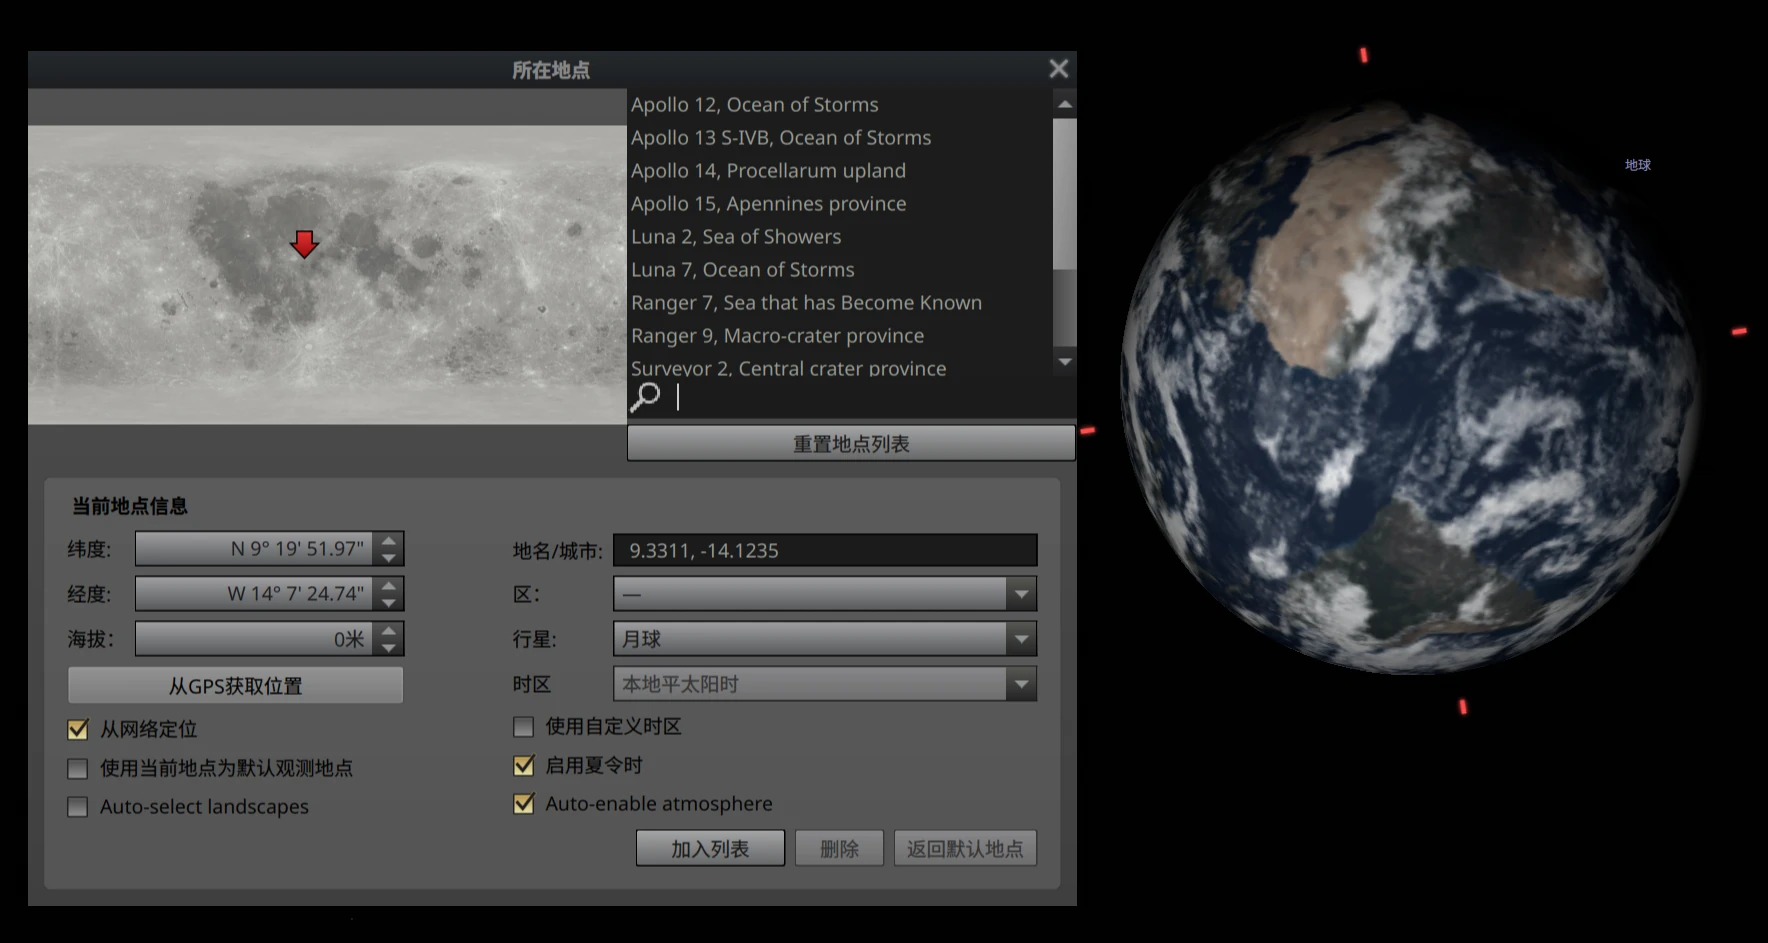 所在地点
Apollo 12, Ocean of Storms
Apollo 13 S-IVB, Ocean of Storms
Apollo 14, Procellarum upland
Apollo 15, Apennines province
Luna 2, Sea of Showers
Luna 7, Ocean of Storms
Ranger 7, Sea that has Become Known
Ranger 9, Macro-crater province
Surveyor 2, Central crater province
重置地点列表
当前地点信息
纬度: N 9° 19' 51.97"
经度: W 14° 7' 24.74"
海拔: 0米
从GPS获取位置
从网络定位
使用当前地点为默认观测地点
Auto-select landscapes
地名/城市: 9.3311, -14.1235
区: —
行星: 月球
时区 本地平太阳时
使用自定义时区
启用夏令时
Auto-enable atmosphere
加入列表 删除 返回默认地点
地球